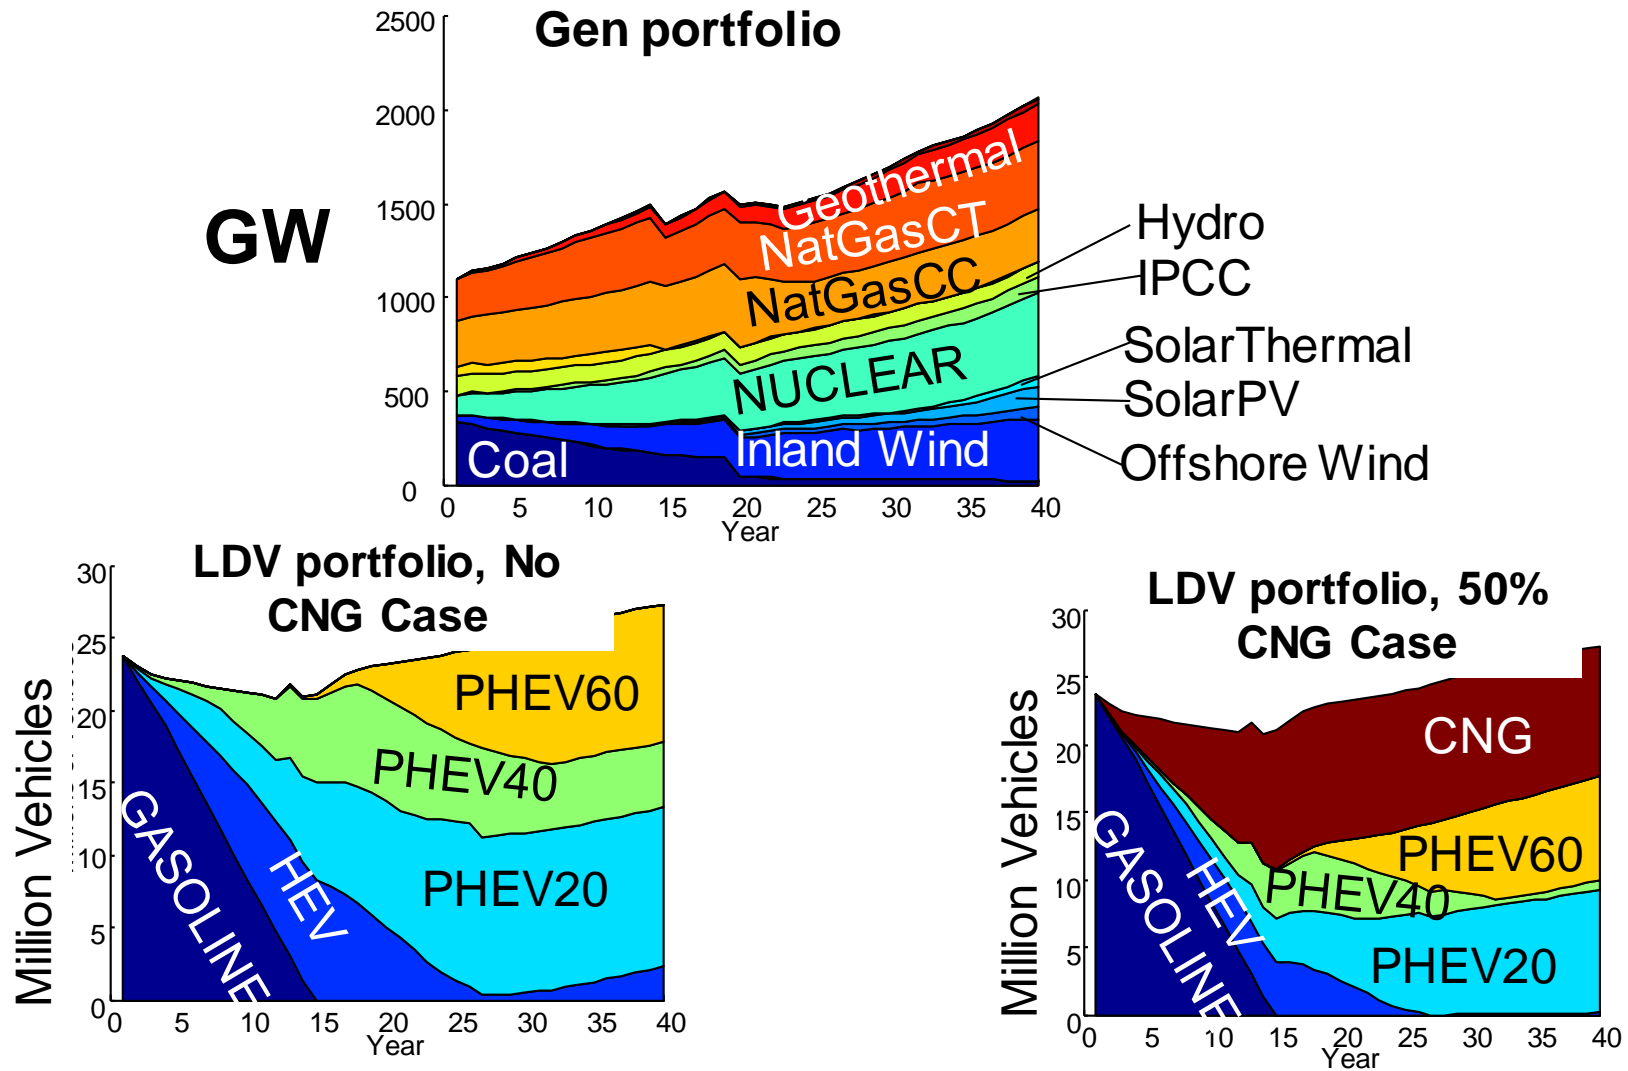 Gen portfolio
GW
2500
2000
1500
1000
500
0
Geothermal
NatGasCT
NatGasCC
NUCLEAR
Inland Wind
Coal
Hydro
IPCC
SolarThermal
SolarPV
Offshore Wind
0 5 10 15 20 25 30 35 40
Year
LDV portfolio, No
CNG Case
Million Vehicles
30
25
20
15
10
5
0
PHEV60
PHEV40
PHEV20
HEV
GASOLINE
0 5 10 15 20 25 30 35 40
Year
LDV portfolio, 50%
CNG Case
Million Vehicles
30
25
20
15
10
5
0
CNG
PHEV60
PHEV40
PHEV20
HEV
GASOLINE
0 5 10 15 20 25 30 35 40
Year